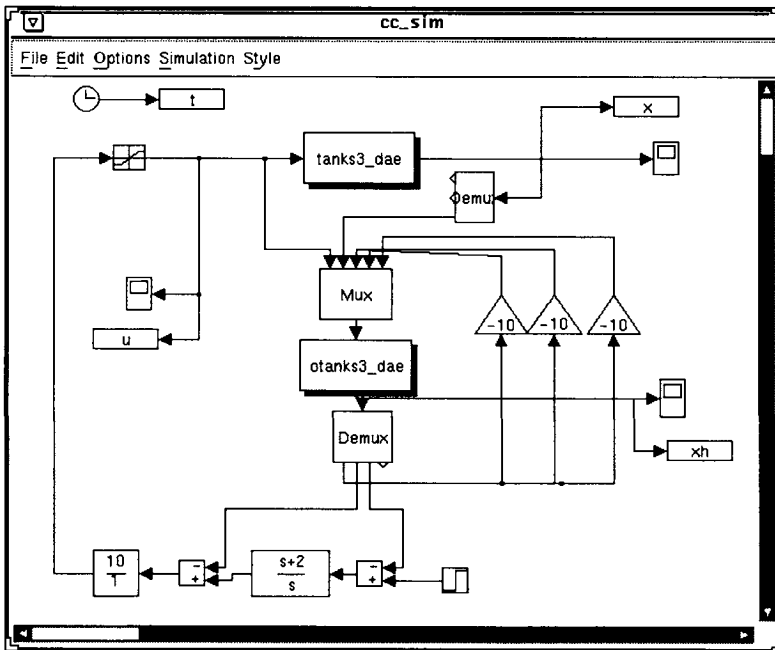 cc_sim
File Edit Options Simulation Style
t
x
tanks3_dae
Demux
Mux
-10 -10 -10
u
otanks3_dae
Demux
xh
10
1
-
+
s+2
s
-
+